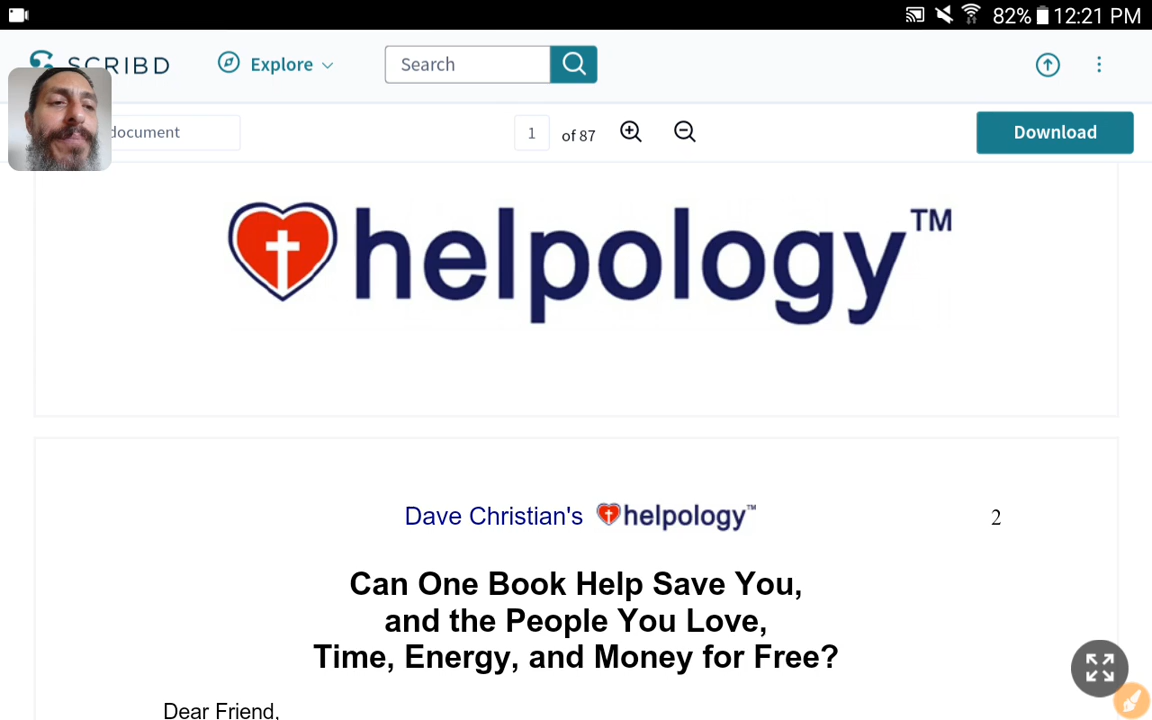 82% 12:21 PM
SCRIBD
Explore
Search
document
1 of 87
Download
helpology™
Dave Christian's helpology™
2
Can One Book Help Save You,
and the People You Love,
Time, Energy, and Money for Free?
Dear Friend,